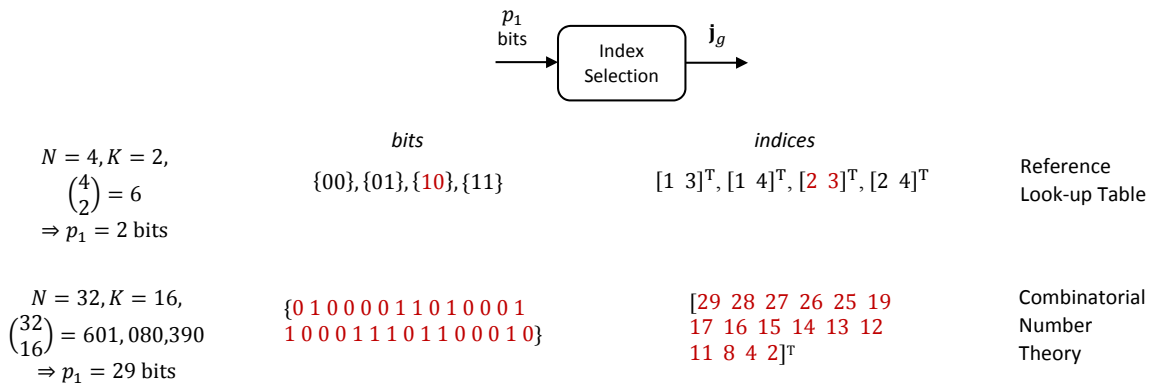 p₁
bits
Index
Selection
𝐣_g
bits
indices
N = 4, K = 2,
(4 2) = 6
⇒ p₁ = 2 bits
{00}, {01}, {10}, {11}
[1 3]ᵀ, [1 4]ᵀ, [2 3]ᵀ, [2 4]ᵀ
Reference
Look-up Table
N = 32, K = 16,
(32 16) = 601,080,390
⇒ p₁ = 29 bits
{0 1 0 0 0 0 1 1 0 1 0 0 0 1
1 0 0 0 1 1 1 0 1 1 0 0 0 1 0}
[29 28 27 26 25 19
17 16 15 14 13 12
11 8 4 2]ᵀ
Combinatorial
Number
Theory